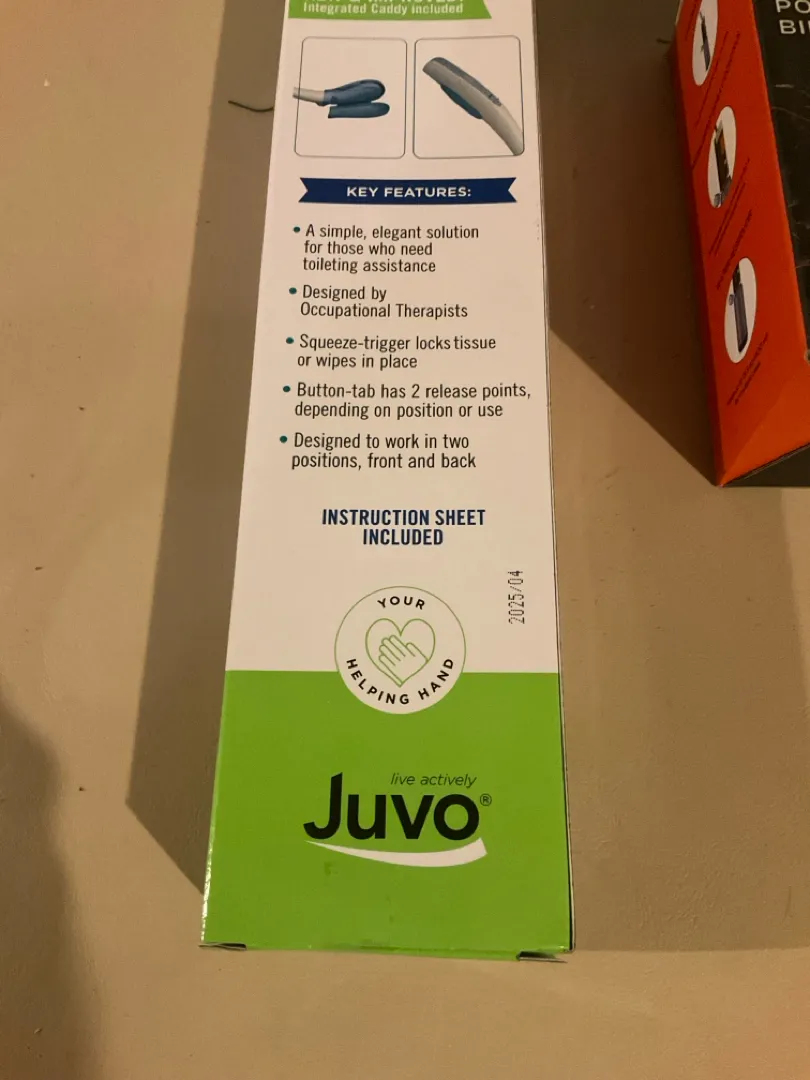 Integrated Caddy included
KEY FEATURES:
• A simple, elegant solution
for those who need
toileting assistance
• Designed by
Occupational Therapists
• Squeeze-trigger locks tissue
or wipes in place
• Button-tab has 2 release points,
depending on position or use
• Designed to work in two
positions, front and back
INSTRUCTION SHEET
INCLUDED
2025/04
YOUR
HELPING HAND
live actively
Juvo®